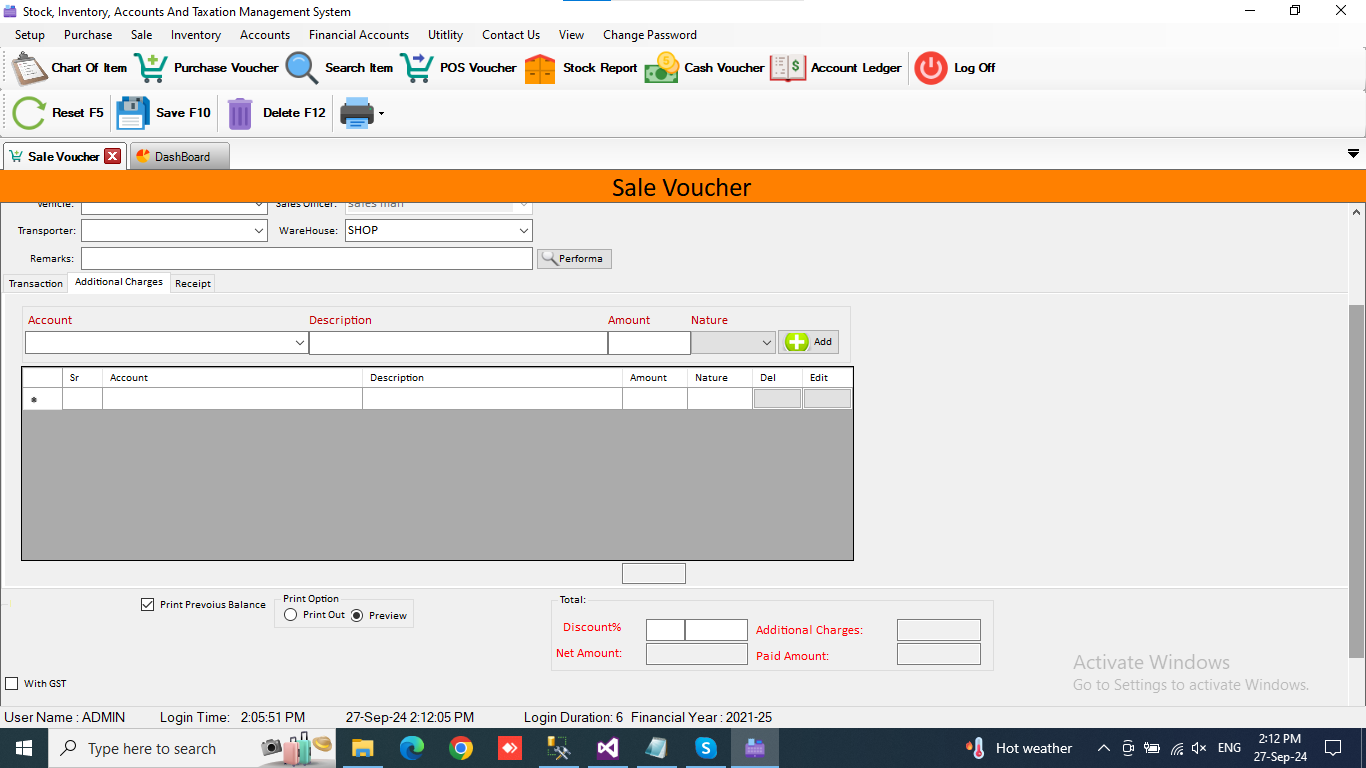 Stock, Inventory, Accounts And Taxation Management System
Setup Purchase Sale Inventory Accounts Financial Accounts Uitility Contact Us View Change Password
Chart Of Item Purchase Voucher Search Item POS Voucher Stock Report Cash Voucher Account Ledger Log Off
Reset F5 Save F10 Delete F12
Sale Voucher DashBoard
Sale Voucher
Vehicle: Sales Officer: sales man
Transporter: WareHouse: SHOP
Remarks: Performa
Transaction Additional Charges Receipt
Account Description Amount Nature
Add
Sr Account Description Amount Nature Del Edit
Print Prevoius Balance
Print Option
Print Out Preview
Total:
Discount% Additional Charges:
Net Amount: Paid Amount:
Activate Windows
Go to Settings to activate Windows.
With GST
User Name : ADMIN Login Time: 2:05:51 PM 27-Sep-24 2:12:05 PM Login Duration: 6 Financial Year : 2021-25
Type here to search Hot weather ENG 2:12 PM
27-Sep-24